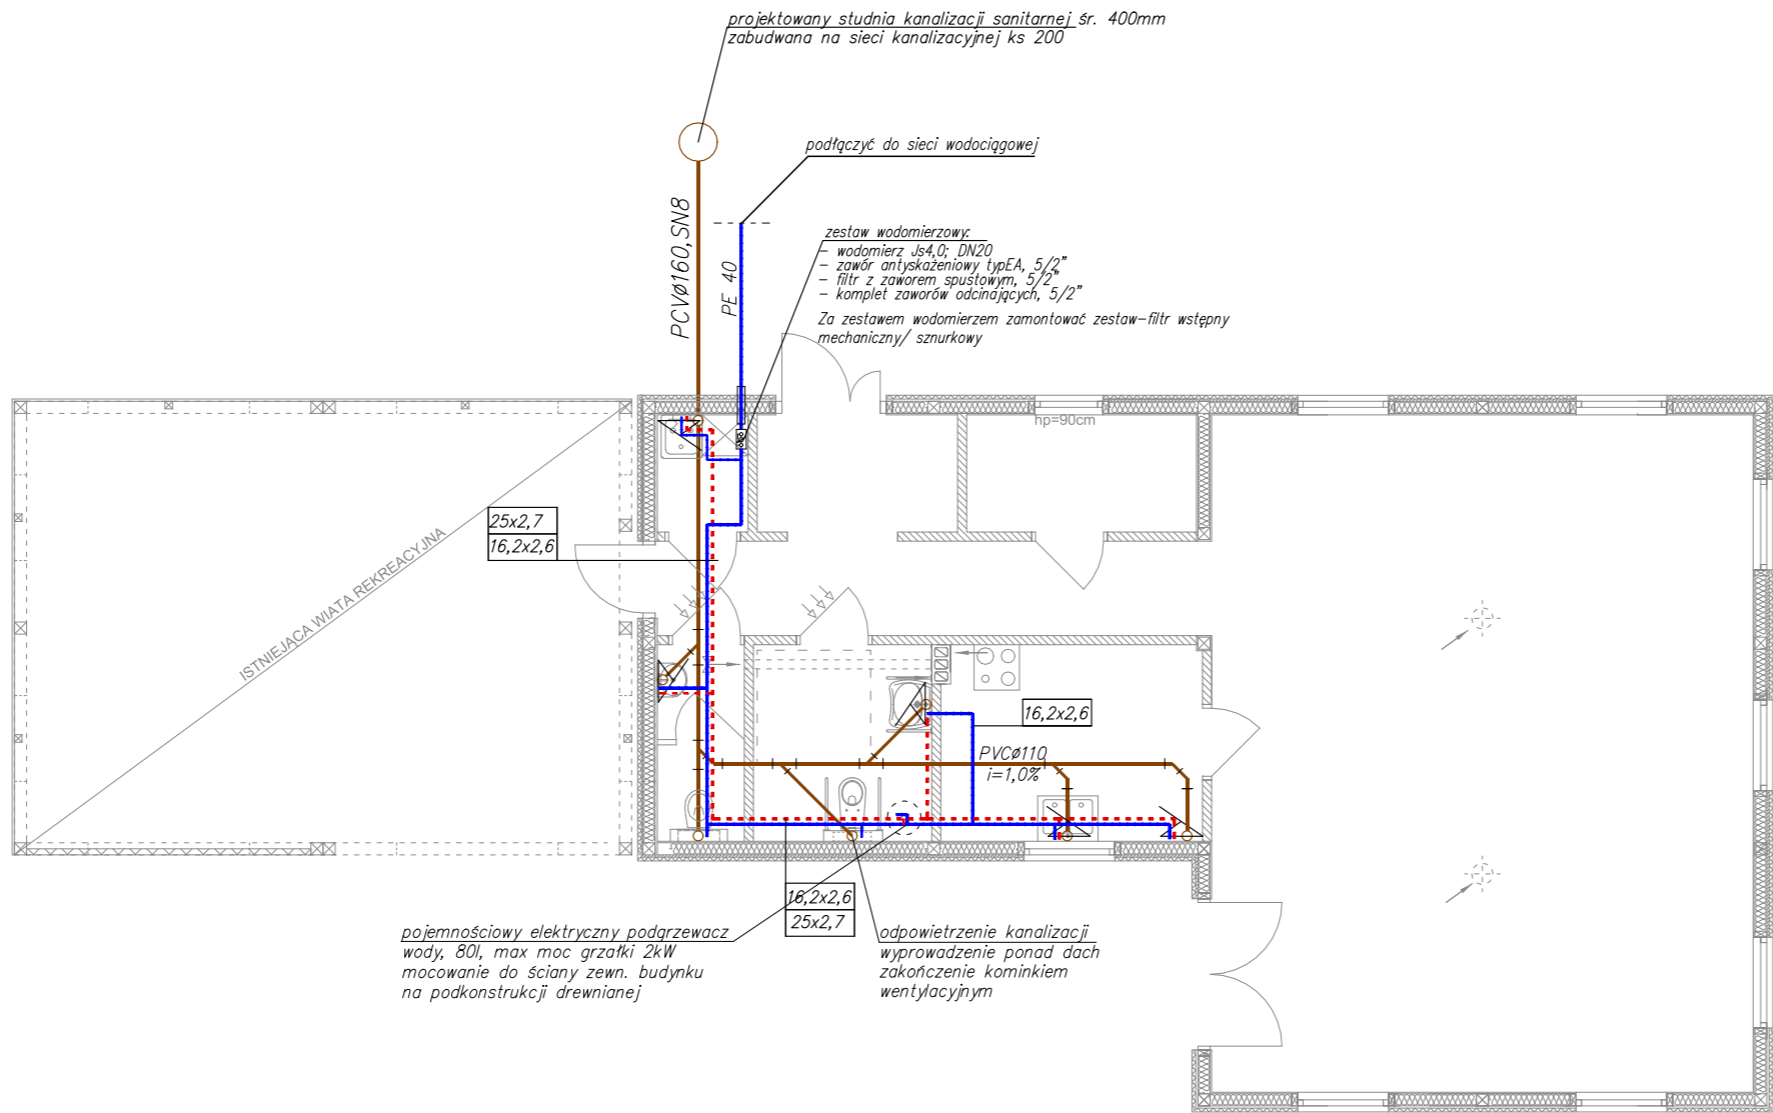 projektowany studnia kanalizacji sanitarnej śr. 400mm
zabudwana na sieci kanalizacyjnej ks 200
podłączyć do sieci wodociągowej
PCVø160,SN8
PE 40
zestaw wodomierzowy:
- wodomierz Js4,0; DN20
- zawór antyskażeniowy typEA, 5/2"
- filtr z zaworem spustowym, 5/2"
- komplet zaworów odcinających, 5/2"
Za zestawem wodomierzem zamontować zestaw-filtr wstępny
mechaniczny/ sznurkowy
hp=90cm
25x2,7
16,2x2,6
ISTNIEJACA WIATA REKREACYJNA
16,2x2,6
PVCø110
i=1,0%
16,2x2,6
25x2,7
pojemnościowy elektryczny podgrzewacz
wody, 80l, max moc grzałki 2kW
mocowanie do ściany zewn. budynku
na podkonstrukcji drewnianej
odpowietrzenie kanalizacji
wyprowadzenie ponad dach
zakończenie kominkiem
wentylacyjnym